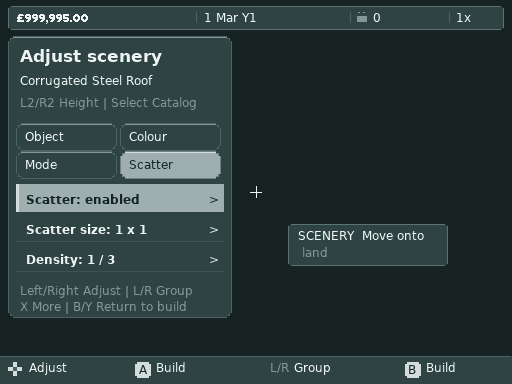 £999,995.00 1 Mar Y1 0 1x
Adjust scenery
Corrugated Steel Roof
L2/R2 Height | Select Catalog
Object Colour
Mode Scatter
Scatter: enabled >
Scatter size: 1 x 1 >
Density: 1 / 3 >
Left/Right Adjust | L/R Group
X More | B/Y Return to build
SCENERY Move onto
land
Adjust A Build L/R Group B Build